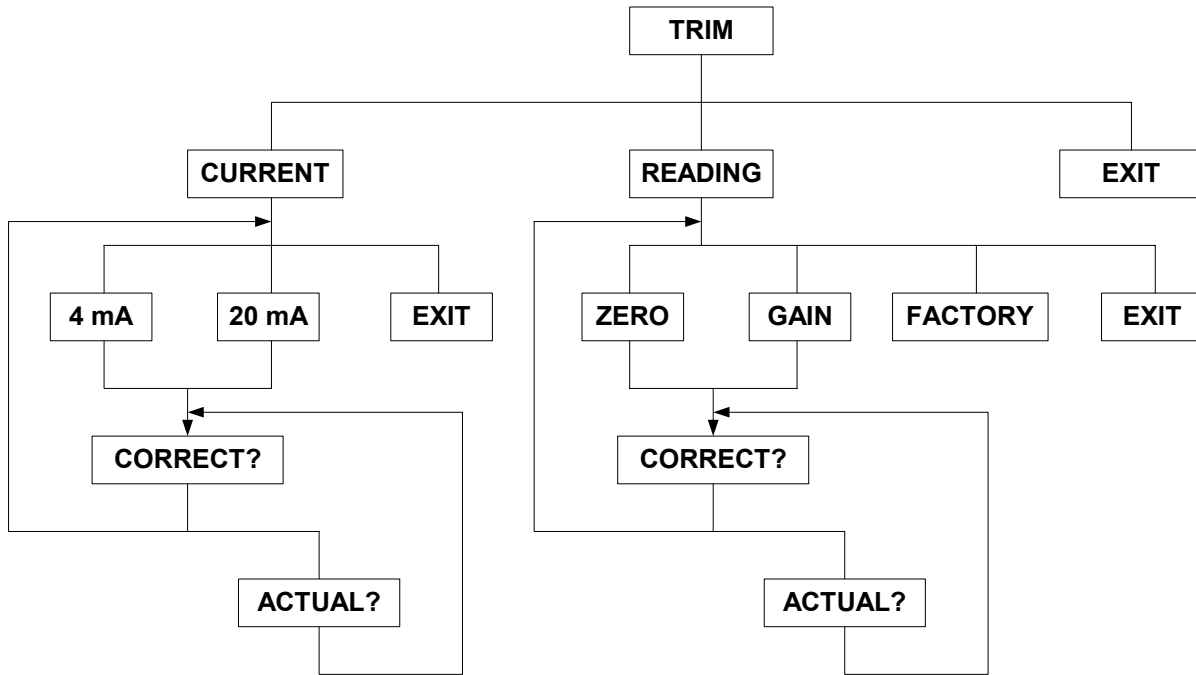 TRIM
CURRENT
READING
EXIT
4 mA
20 mA
EXIT
ZERO
GAIN
FACTORY
EXIT
CORRECT?
CORRECT?
ACTUAL?
ACTUAL?